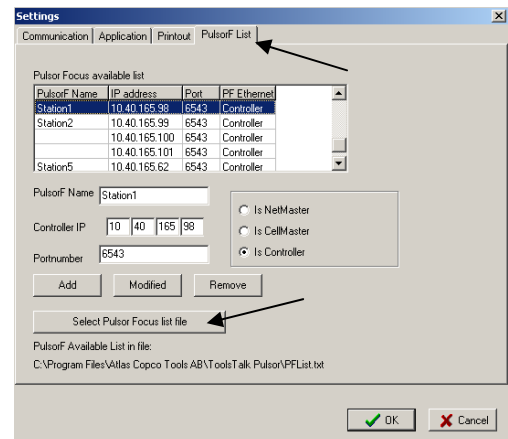 Settings
Communication Application Printout PulsorF List
Pulsor Focus available list
PulsorF Name IP address Port PF Ethernet
Station1 10.40.165.98 6543 Controller
Station2 10.40.165.99 6543 Controller
10.40.165.100 6543 Controller
10.40.165.101 6543 Controller
Station5 10.40.165.62 6543 Controller
PulsorF Name Station1
Controller IP 10 40 165 98
Portnumber 6543
Is NetMaster
Is CellMaster
Is Controller
Add Modified Remove
Select Pulsor Focus list file
PulsorF Available List in file:
C:\Program Files\Atlas Copco Tools AB\ToolsTalk Pulsor\PFList.txt
OK Cancel